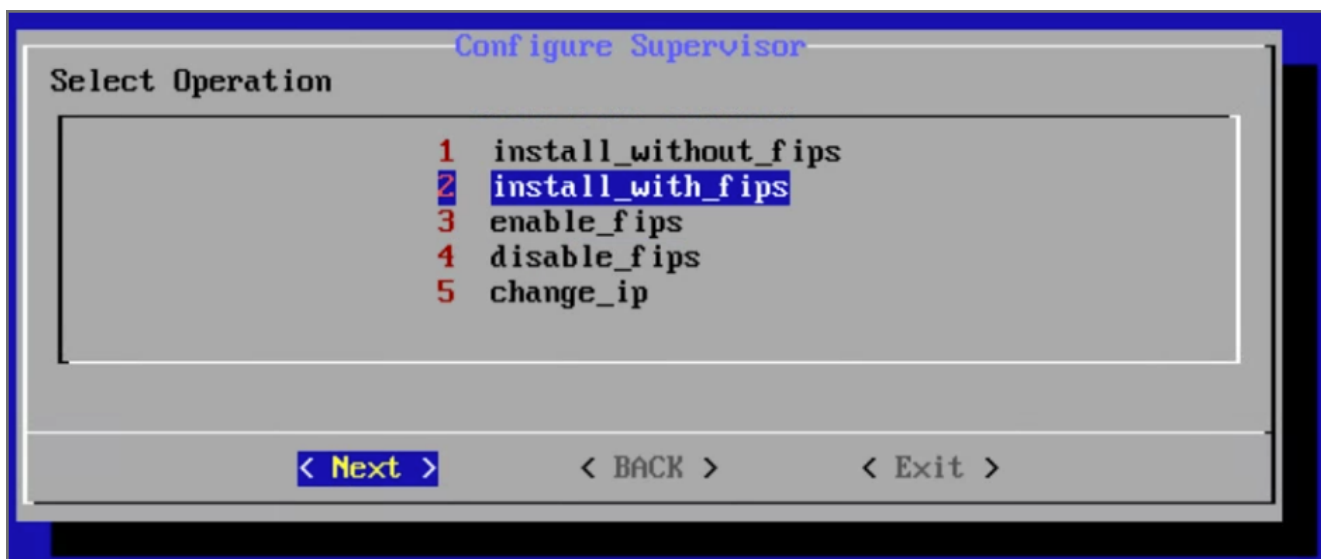 Configure Supervisor
Select Operation
1 install_without_fips
2 install_with_fips
3 enable_fips
4 disable_fips
5 change_ip
< Next > < BACK > < Exit >